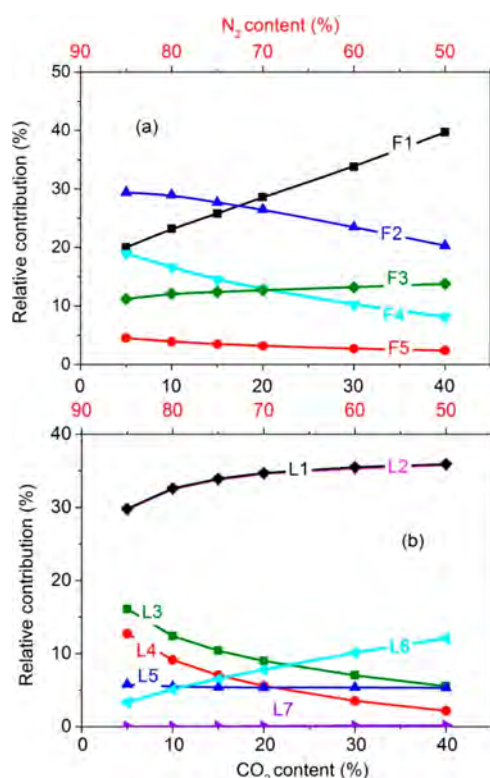 N₂ content (%)
90 80 70 60 50
50
40
30
20
10
0
Relative contribution (%)
(a)
F1
F2
F3
F4
F5
0 10 20 30 40
90 80 70 60 50
40
30
20
10
0
Relative contribution (%)
L1 L2
(b)
L3
L4
L5
L6
L7
0 10 20 30 40
CO₂ content (%)